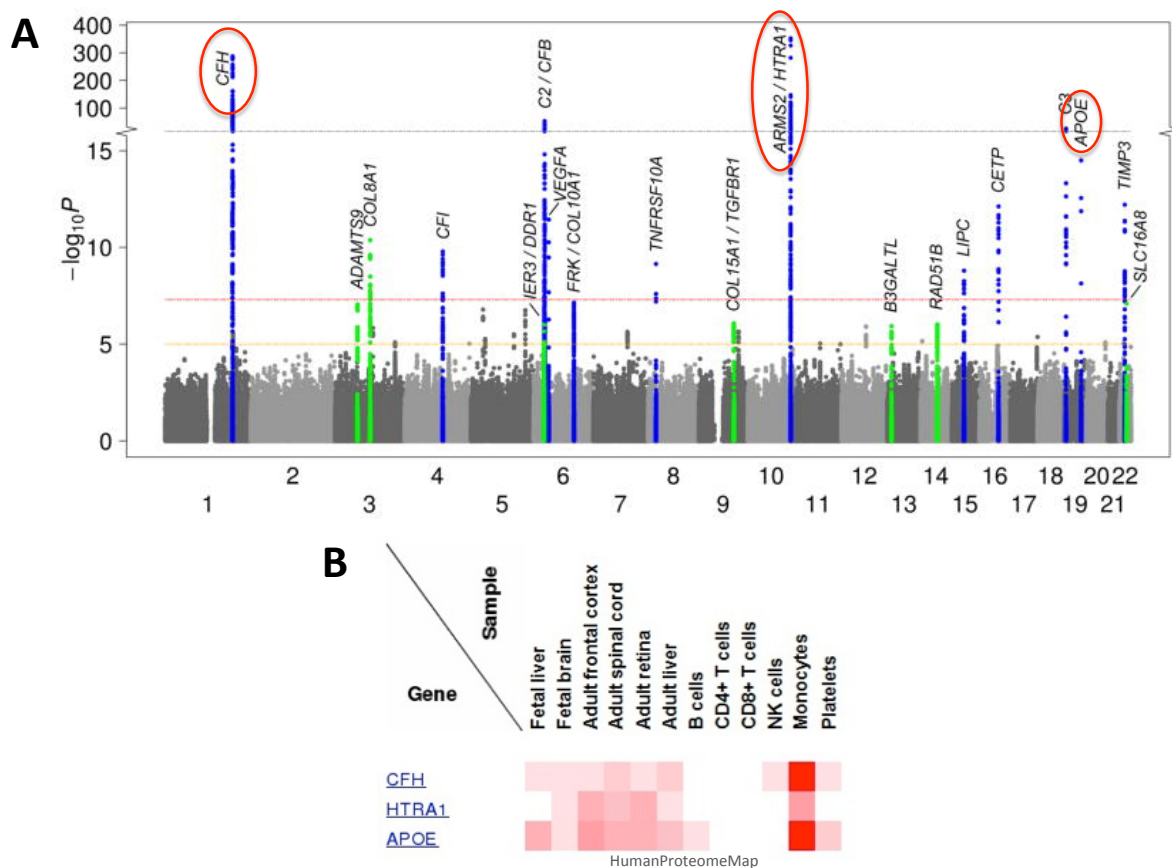 A
400
300
200
100
15
10
5
0
−log10P
CFH
ADAMTS9
COL8A1
CFI
IER3 / DDR1
C2 / CFB
VEGFA
FRK / COL10A1
TNFRSF10A
COL15A1 / TGFBR1
ARMS2 / HTRA1
B3GALTL
RAD51B
LIPC
CETP
C3
APOE
TIMP3
SLC16A8
2 4 6 8 10 12 14 16 18 20 22
1 3 5 7 9 11 13 15 17 19 21
B
Sample
Gene
Fetal liver
Fetal brain
Adult frontal cortex
Adult spinal cord
Adult retina
Adult liver
B cells
CD4+ T cells
CD8+ T cells
NK cells
Monocytes
Platelets
CFH
HTRA1
APOE
HumanProteomeMap